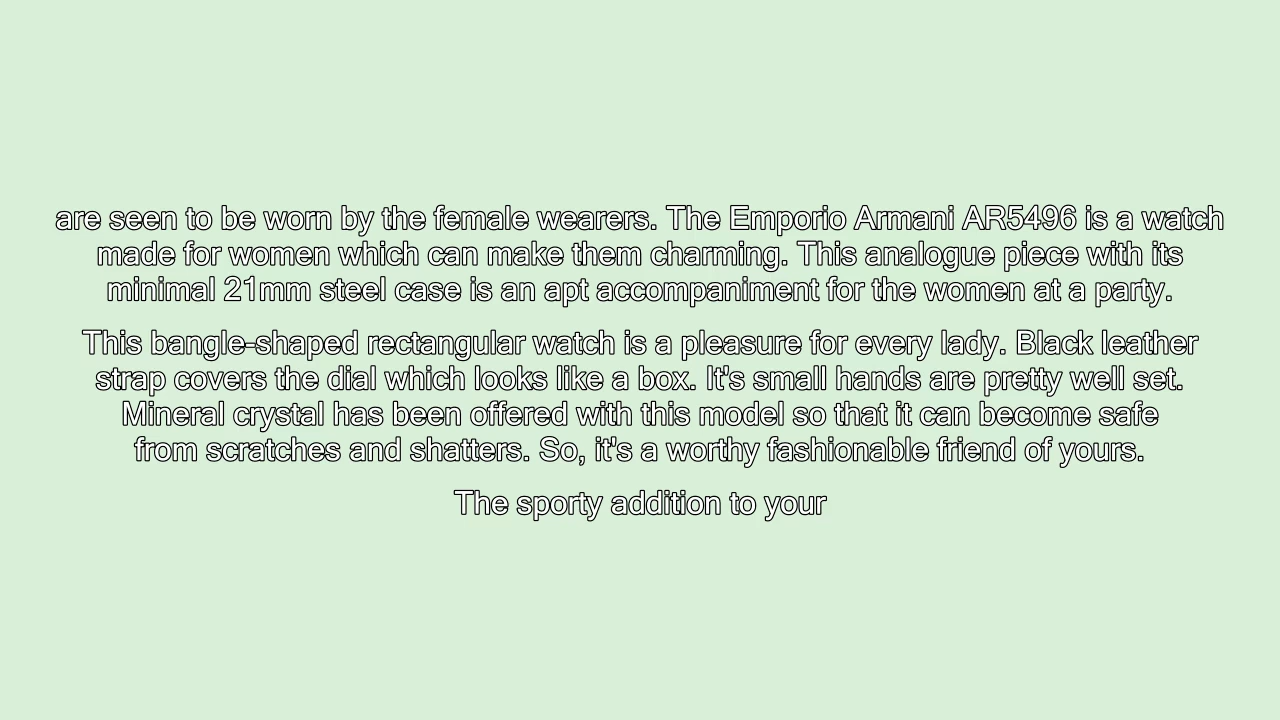 are seen to be worn by the female wearers. The Emporio Armani AR5496 is a watch
made for women which can make them charming. This analogue piece with its
minimal 21mm steel case is an apt accompaniment for the women at a party.
This bangle-shaped rectangular watch is a pleasure for every lady. Black leather
strap covers the dial which looks like a box. It's small hands are pretty well set.
Mineral crystal has been offered with this model so that it can become safe
from scratches and shatters. So, it's a worthy fashionable friend of yours.
The sporty addition to your